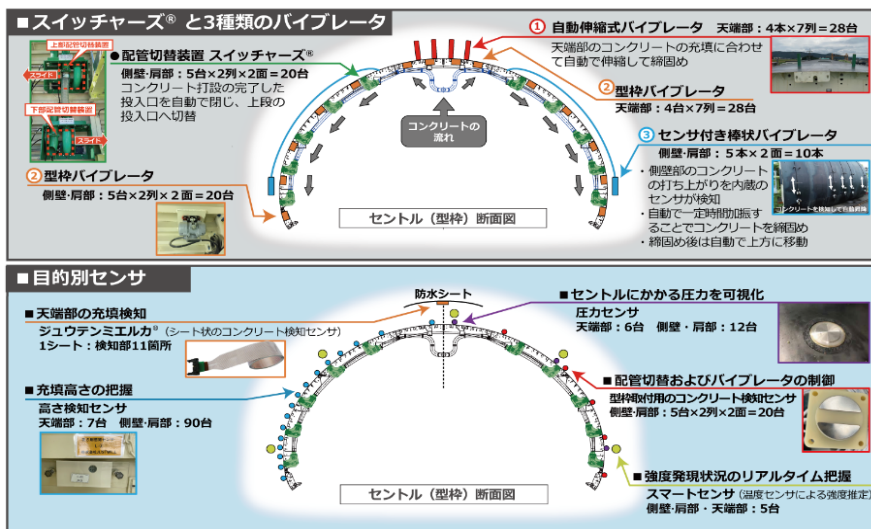 ■スイッチャーズ® と3種類のバイブレータ
上部配管切替装置
スライド
下部配管切替装置
スライド
●配管切替装置 スイッチャーズ®
側壁・肩部：5台×2列×2面＝20台
コンクリート打設の完了した
投入口を自動で閉じ、上段の
投入口へ切替
② 型枠バイブレータ
側壁・肩部：5台×2列×2面＝20台
コンクリートの
流れ
セントル（型枠）断面図
① 自動伸縮式バイブレータ 天端部：4本×7列＝28台
天端部のコンクリートの充填に合わせ
て自動で伸縮して締固め
② 型枠バイブレータ
天端部：4台×7列＝28台
③ センサ付き棒状バイブレータ
側壁・肩部：5本×2面＝10本
・側壁部のコンクリート
の打ち上がりを内蔵の
センサが検知
・自動で一定時間加振す
ることでコンクリートを締固め
・締固め後は自動で上方に移動
コンクリートを検知して自動昇降
■目的別センサ
■天端部の充填検知
ジュウテンミエルカ®（シート状のコンクリート検知センサ）
1シート：検知部11箇所
■充填高さの把握
高さ検知センサ
天端部：7台 側壁・肩部：90台
防水シート
セントル（型枠）断面図
■セントルにかかる圧力を可視化
圧力センサ
天端部：6台 側壁・肩部：12台
■配管切替およびバイブレータの制御
型枠取付用のコンクリート検知センサ
側壁・肩部：5台×2列×2面＝20台
■強度発現状況のリアルタイム把握
スマートセンサ（温度センサによる強度推定）
側壁・肩部・天端部：5台